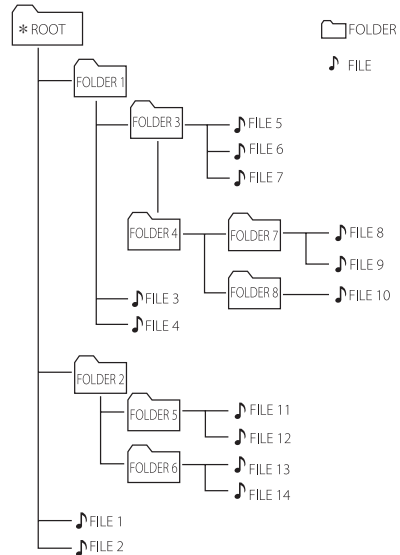 * ROOT
FOLDER
FILE
FOLDER 1
FOLDER 3
FILE 5
FILE 6
FILE 7
FOLDER 4
FOLDER 7
FILE 8
FILE 9
FOLDER 8
FILE 10
FILE 3
FILE 4
FOLDER 2
FOLDER 5
FILE 11
FILE 12
FOLDER 6
FILE 13
FILE 14
FILE 1
FILE 2